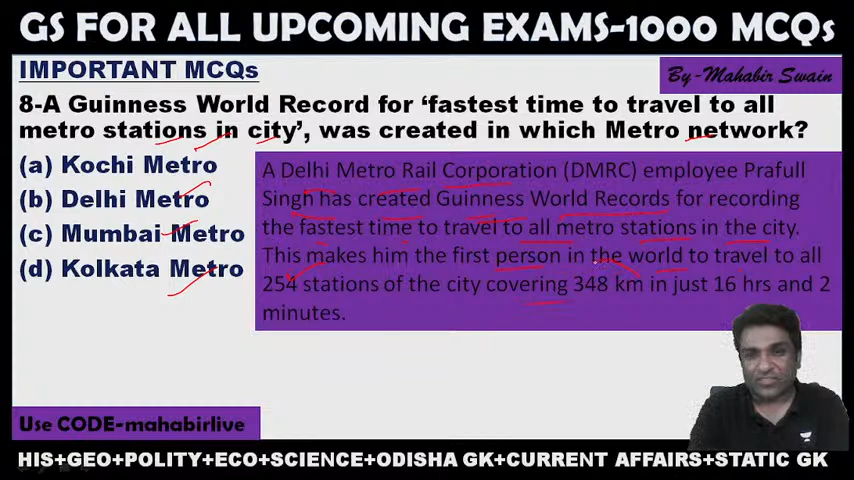 GS FOR ALL UPCOMING EXAMS-1000 MCQs
IMPORTANT MCQs
By-Mahabir Swain
8-A Guinness World Record for ‘fastest time to travel to all
metro stations in city’, was created in which Metro network?
(a) Kochi Metro
(b) Delhi Metro
(c) Mumbai Metro
(d) Kolkata Metro
A Delhi Metro Rail Corporation (DMRC) employee Prafull
Singh has created Guinness World Records for recording
the fastest time to travel to all metro stations in the city.
This makes him the first person in the world to travel to all
254 stations of the city covering 348 km in just 16 hrs and 2
minutes.
Use CODE-mahabirlive
HIS+GEO+POLITY+ECO+SCIENCE+ODISHA GK+CURRENT AFFAIRS+STATIC GK